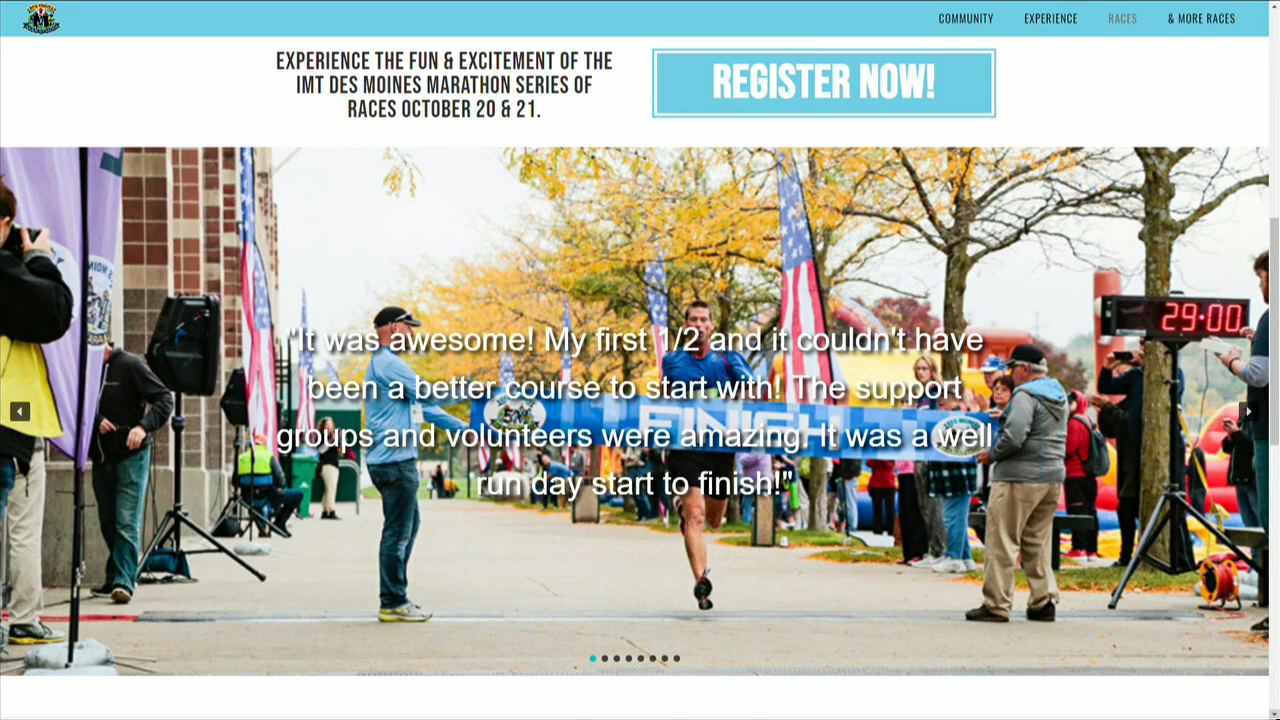 COMMUNITY EXPERIENCE RACES & MORE RACES
EXPERIENCE THE FUN & EXCITEMENT OF THE
IMT DES MOINES MARATHON SERIES OF
RACES OCTOBER 20 & 21.
REGISTER NOW!
29:00
"It was awesome! My first 1/2 and it couldn't have
been a better course to start with! The support
FINISH
groups and volunteers were amazing. It was a well
run day start to finish!"